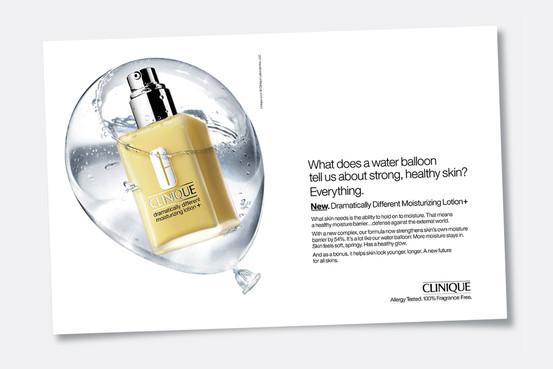 CLINIQUE
dramatically different
moisturizing lotion+
What does a water balloon
tell us about strong, healthy skin?
Everything.
New. Dramatically Different Moisturizing Lotion+
What skin needs is the ability to hold on to moisture. That means
a healthy moisture barrier....defense against the external world.
With a new complex, our formula now strengthens skin's own moisture
barrier by 54%. It's a lot like our water balloon: More moisture stays in.
Skin feels soft, springy. Has a healthy glow.
And as a bonus, it helps skin look younger, longer. A new future
for all skins.
CLINIQUE
Allergy Tested. 100% Fragrance Free.